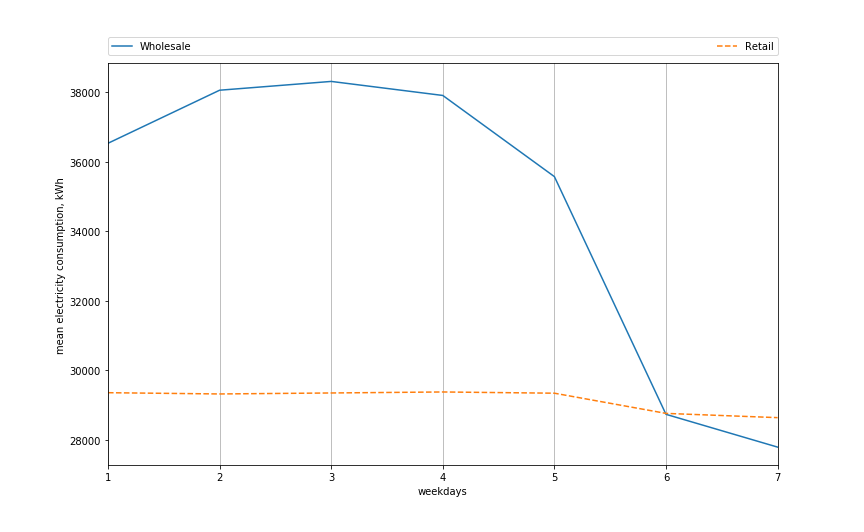 Wholesale
Retail
38000
36000
34000
32000
30000
28000
mean electricity consumption, kWh
1 2 3 4 5 6 7
weekdays